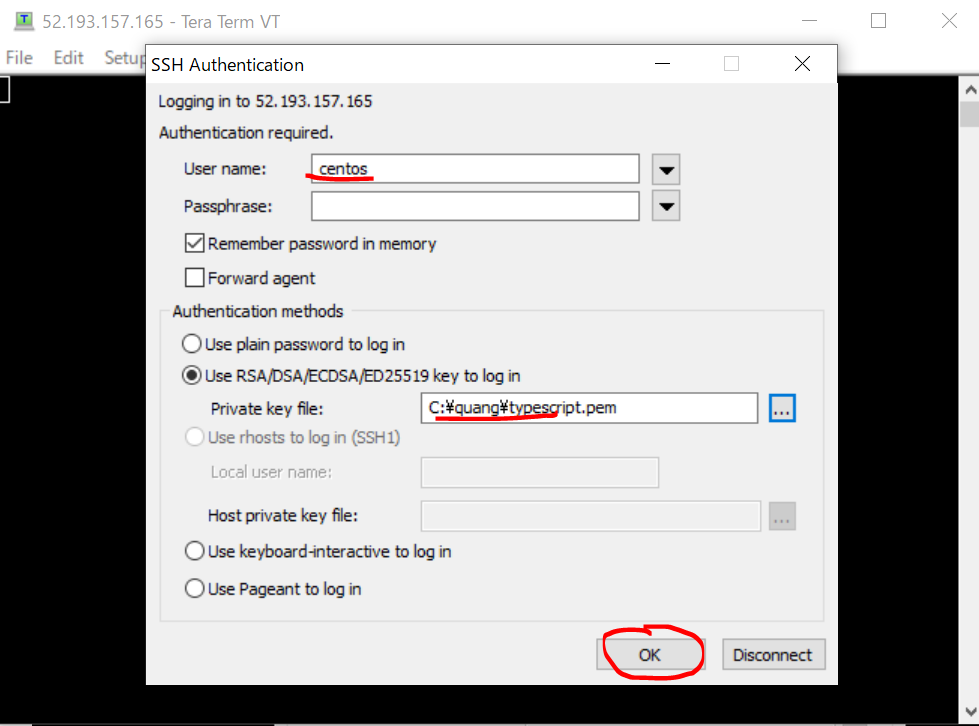 52.193.157.165 - Tera Term VT
File Edit Setup
SSH Authentication
Logging in to 52.193.157.165
Authentication required.
User name: centos
Passphrase:
Remember password in memory
Forward agent
Authentication methods
Use plain password to log in
Use RSA/DSA/ECDSA/ED25519 key to log in
Private key file: C:¥quang¥typescript.pem ...
Use rhosts to log in (SSH1)
Local user name:
Host private key file: ...
Use keyboard-interactive to log in
Use Pageant to log in
OK Disconnect